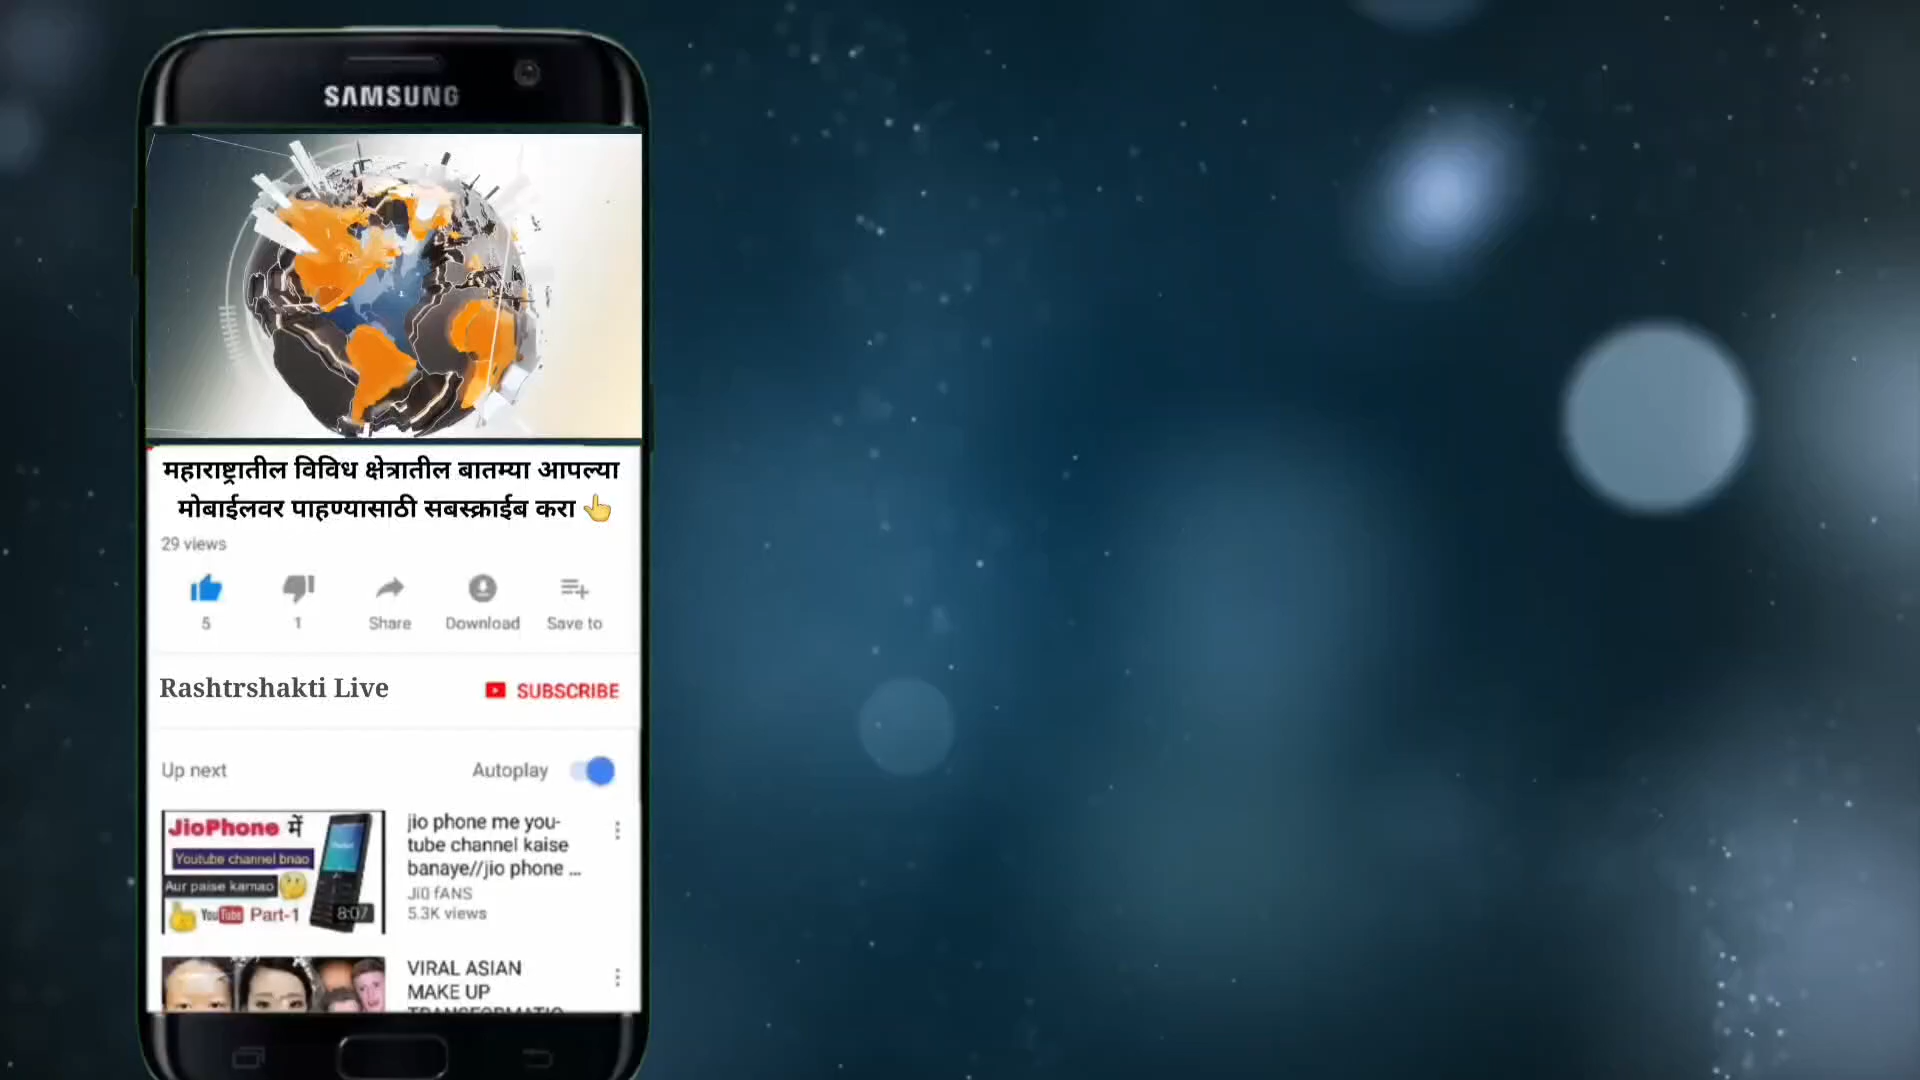 SAMSUNG
महाराष्ट्रातील विविध क्षेत्रातील बातम्या आपल्या
मोबाईलवर पाहण्यासाठी सबस्क्राईब करा 👆
29 views
5
1
Share
Download
Save to
Rashtrshakti Live
SUBSCRIBE
Up next
Autoplay
JioPhone में
Youtube channel bnao
Aur paise kamao
YouTube Part-1
8:07
jio phone me you-
tube channel kaise
banaye//jio phone ...
JIO fANS
5.3K views
VIRAL ASIAN
MAKE UP
TRANSFORMATIO